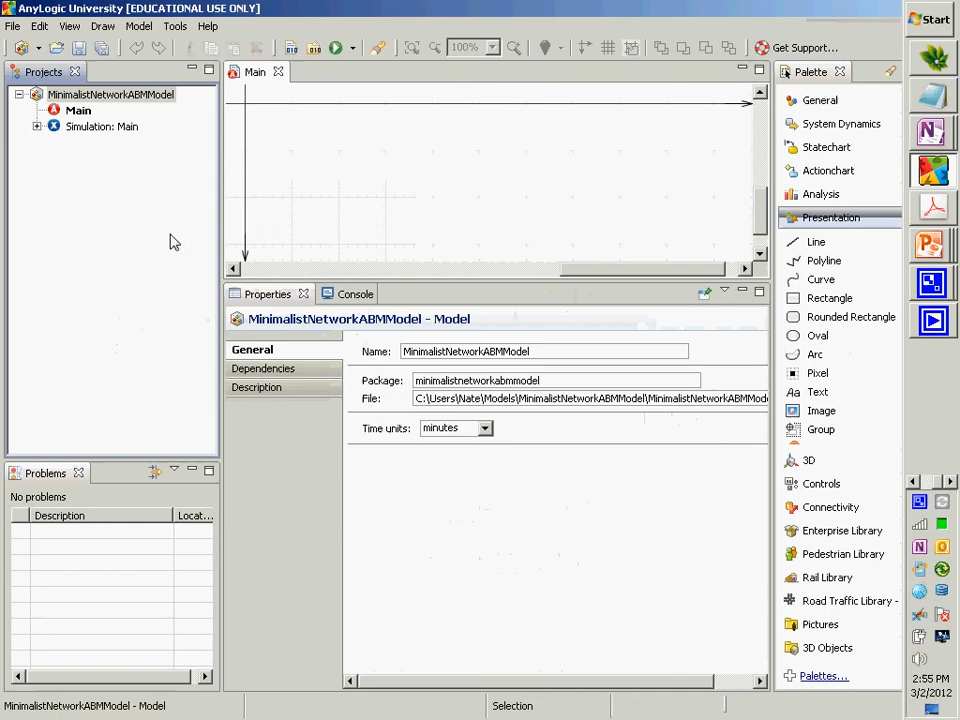 AnyLogic University [EDUCATIONAL USE ONLY]
File Edit View Draw Model Tools Help
100%
Get Support...
Start
Projects
Main
Palette
MinimalistNetworkABMModel
Main
Simulation: Main
General
System Dynamics
Statechart
Actionchart
Analysis
Presentation
Line
Polyline
Curve
Rectangle
Rounded Rectangle
Oval
Arc
Pixel
Text
Image
Group
3D
Controls
Connectivity
Enterprise Library
Pedestrian Library
Rail Library
Road Traffic Library -
Pictures
3D Objects
Palettes...
Properties
Console
MinimalistNetworkABMModel - Model
General
Dependencies
Description
Name: MinimalistNetworkABMModel
Package: minimalistnetworkabmmodel
File: C:\Users\Nate\Models\MinimalistNetworkABMModel\MinimalistNetworkABMMode
Time units: minutes
Problems
No problems
Description
Locat...
MinimalistNetworkABMModel - Model
Selection
2:55 PM
3/2/2012